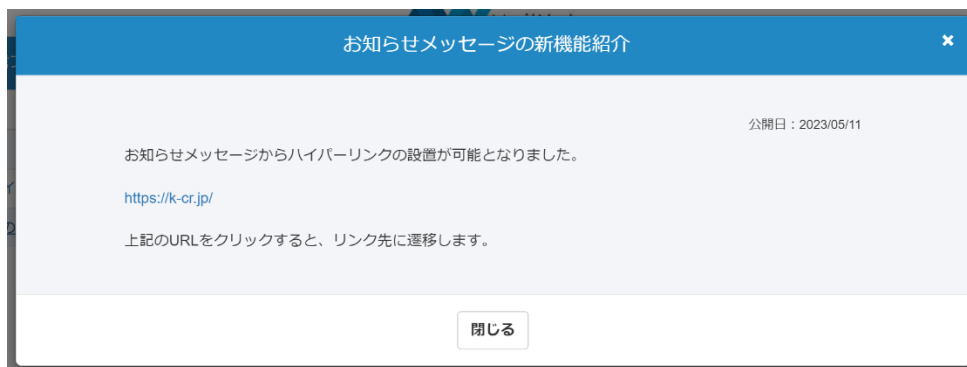 お知らせメッセージの新機能紹介
公開日：2023/05/11
お知らせメッセージからハイパーリンクの設置が可能となりました。
https://k-cr.jp/
上記のURLをクリックすると、リンク先に遷移します。
閉じる